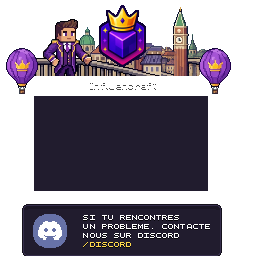 Influencraft
SI TU RENCONTRES
UN PROBLEME, CONTACTE
NOUS SUR DISCORD
/DISCORD